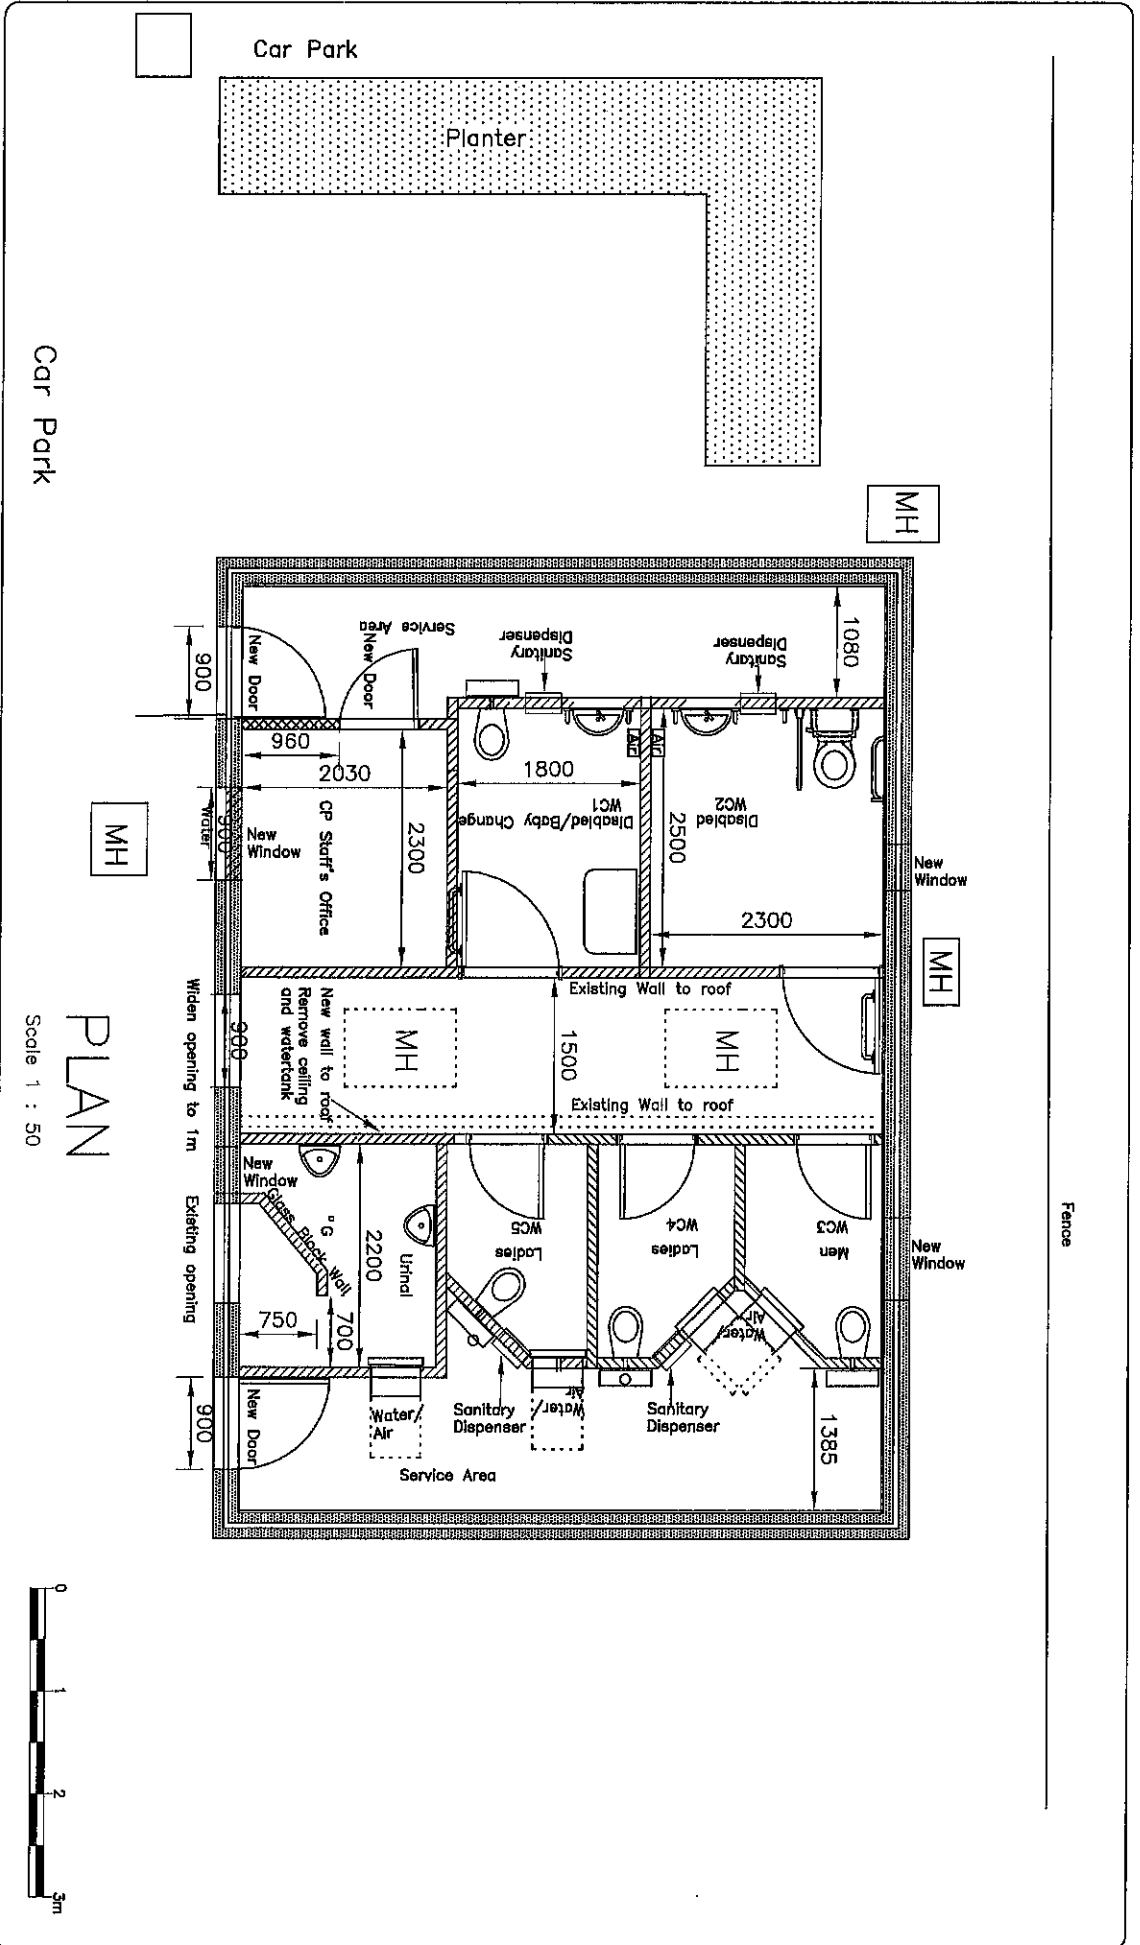 Car Park
Planter
Car Park
Fence
MH
MH
MH
1080
Service Area
New Door
New Door
900
Sanitary
Dispenser
Sanitary
Dispenser
960
2030
2300
CP Staff's Office
New
Window
Water
900
1800
Air
Air
Disabled/Baby Change
WC1
2500
Disabled
WC2
2300
New
Window
Existing Wall to roof
MH
MH
1500
Existing Wall to roof
New wall to roof
Remove ceiling
and watertank
900
Widen opening to 1m
Existing opening
New
Window
Glass Block Wall
2200
Urinal
750
700
Ladies
WC5
Ladies
WC4
Men
WC3
New
Window
Water/
Air
Water/
Air
Water/
Air
Sanitary
Dispenser
Sanitary
Dispenser
1385
Service Area
New Door
900
PLAN
Scale 1 : 50
0
1
2
3m